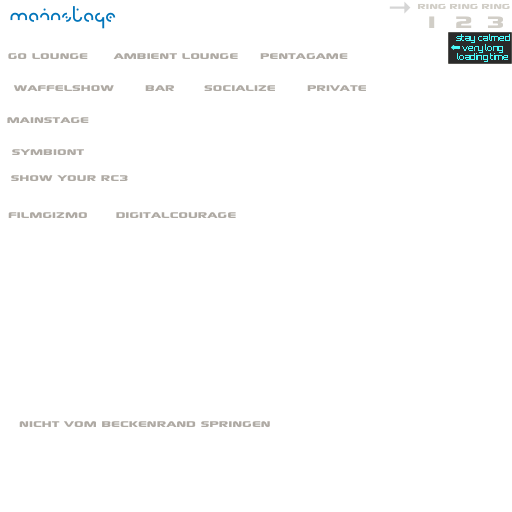 mainstage
RING RING RING
1 2 3
stay calmed
very long
loading time
GO LOUNGE AMBIENT LOUNGE PENTAGAME
WAFFELSHOW BAR SOCIALIZE PRIVATE
MAINSTAGE
SYMBIONT
SHOW YOUR RC3
FILMGIZMO DIGITALCOURAGE
NICHT VOM BECKENRAND SPRINGEN